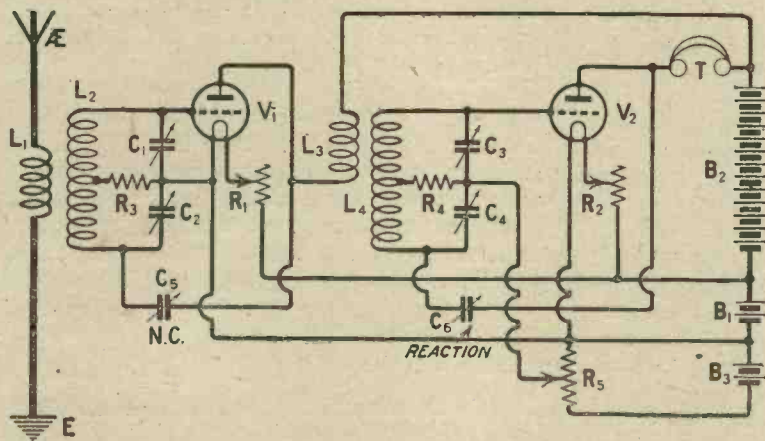 Æ
L1
L2
C1
R3
C2
C5
N.C.
V1
R1
L3
L4
C3
R4
C4
C6
REACTION
V2
R2
R5
T
B2
B1
B3
E